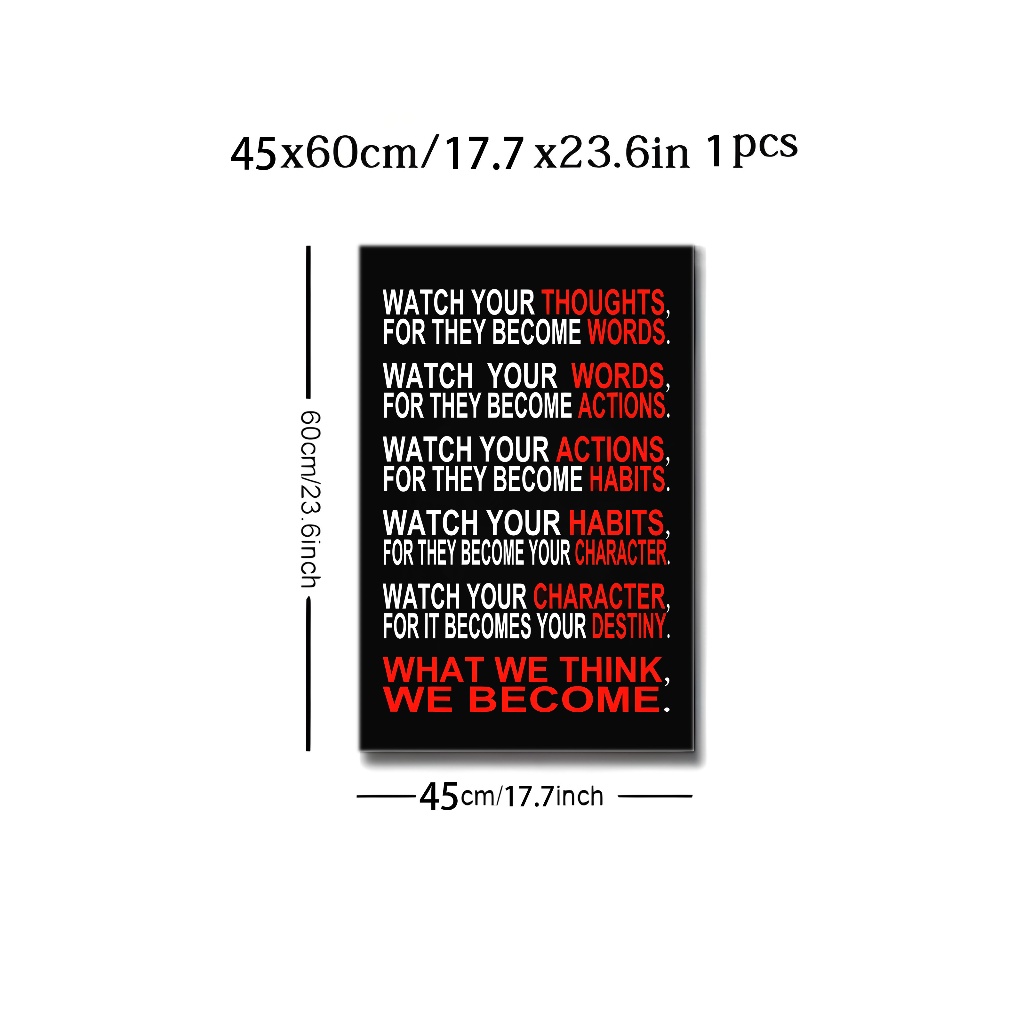 45x60cm/17.7 x23.6in 1pcs
60cm/23.6inch
WATCH YOUR THOUGHTS,
FOR THEY BECOME WORDS.
WATCH YOUR WORDS,
FOR THEY BECOME ACTIONS.
WATCH YOUR ACTIONS,
FOR THEY BECOME HABITS.
WATCH YOUR HABITS,
FOR THEY BECOME YOUR CHARACTER.
WATCH YOUR CHARACTER,
FOR IT BECOMES YOUR DESTINY.
WHAT WE THINK,
WE BECOME.
45cm/17.7inch